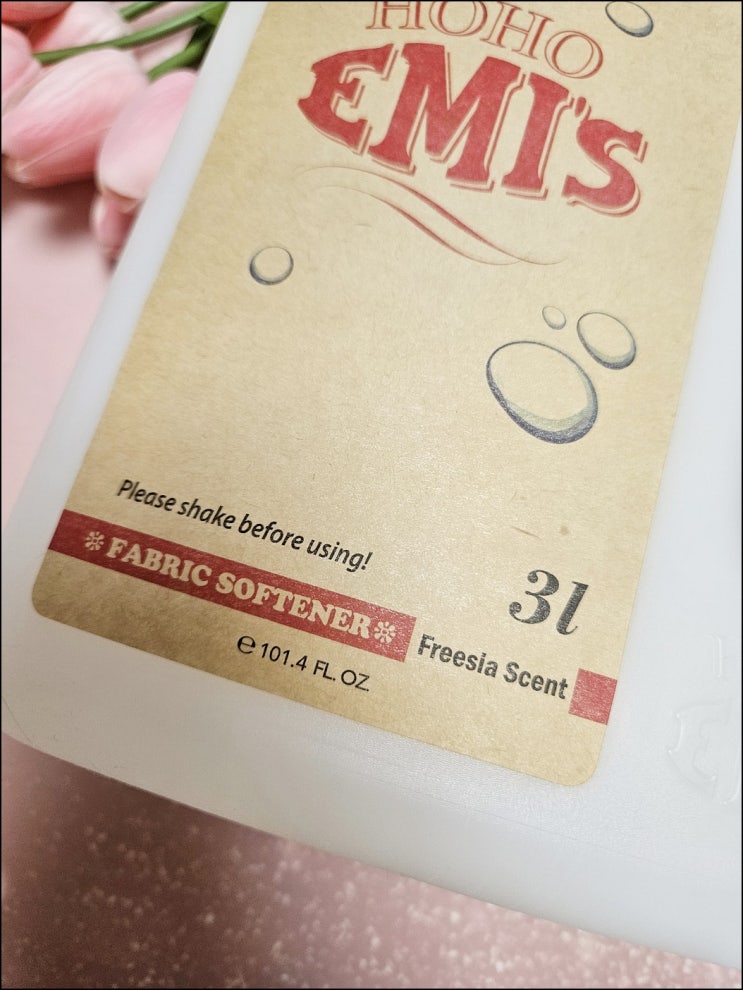 HOHO
EMI'S
Please shake before using!
FABRIC SOFTENER
3l
Freesia Scent
℮ 101.4 FL. OZ.